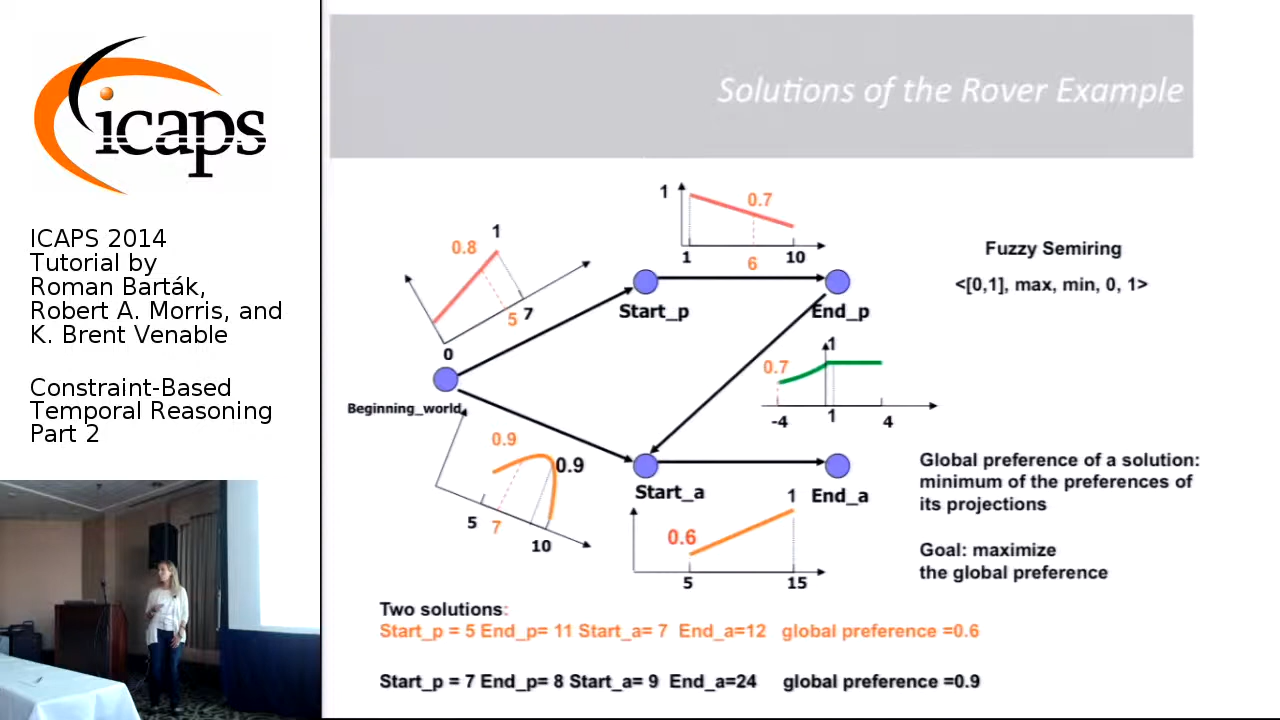 icaps
ICAPS 2014
Tutorial by
Roman Barták,
Robert A. Morris, and
K. Brent Venable
Constraint-Based
Temporal Reasoning
Part 2
Solutions of the Rover Example
1
0.7
1
6
10
0.8
1
5
7
0
Start_p
End_p
Fuzzy Semiring
<[0,1], max, min, 0, 1>
Beginning_world
0.7
1
-4
1
4
0.9
0.9
5
7
10
Start_a
End_a
1
0.6
5
15
Global preference of a solution:
minimum of the preferences of
its projections
Goal: maximize
the global preference
Two solutions:
Start_p = 5 End_p= 11 Start_a= 7 End_a=12 global preference =0.6
Start_p = 7 End_p= 8 Start_a= 9 End_a=24 global preference =0.9